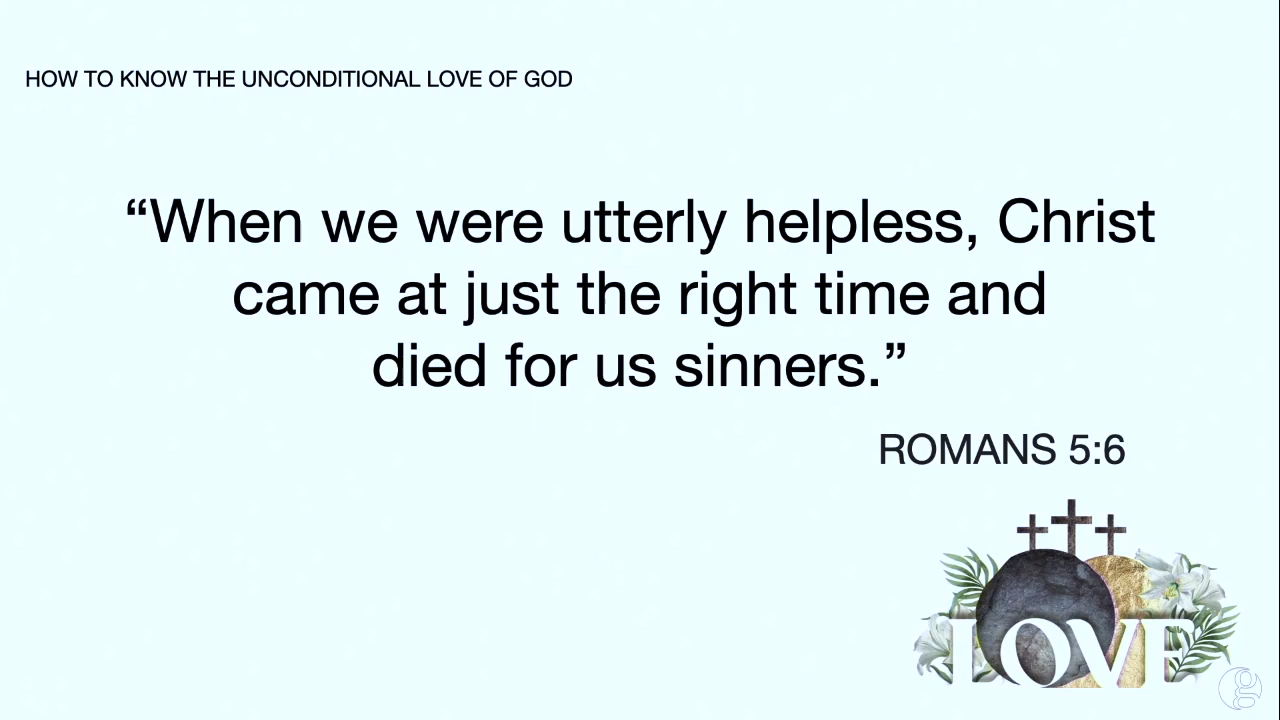 HOW TO KNOW THE UNCONDITIONAL LOVE OF GOD
“When we were utterly helpless, Christ
came at just the right time and
died for us sinners.”
ROMANS 5:6
LOVE
g